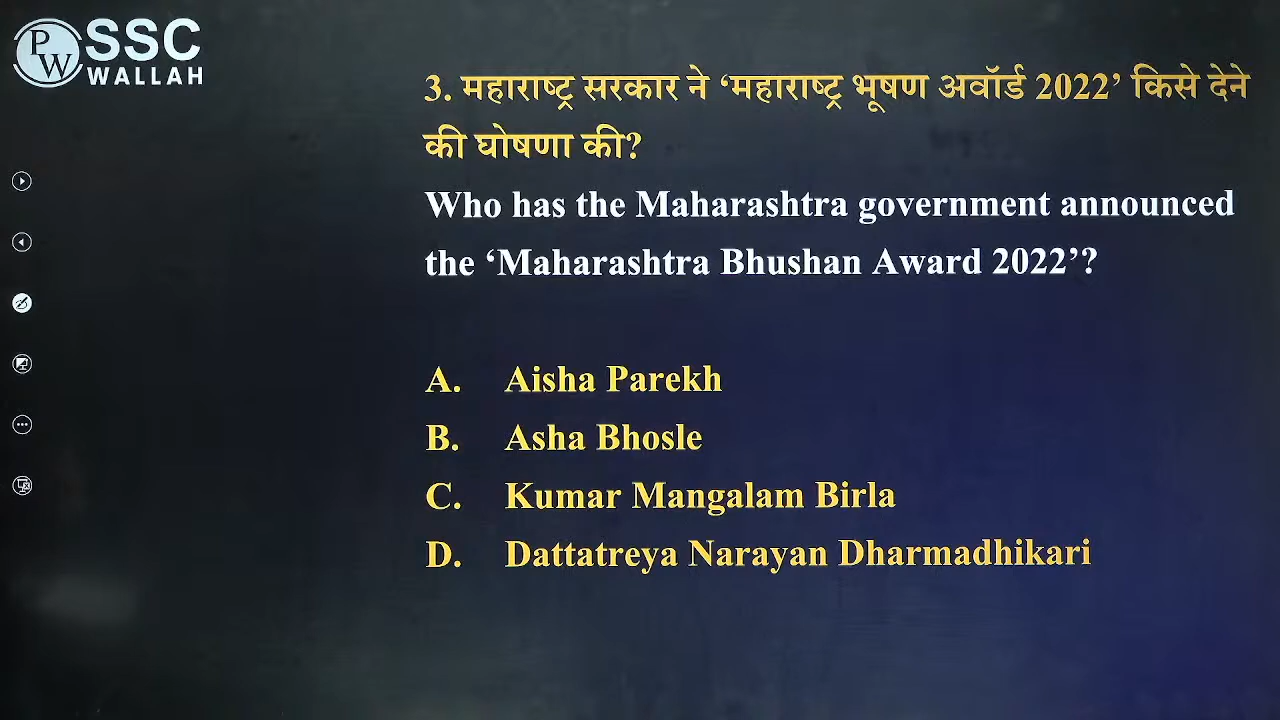 PW SSC
WALLAH
3. महाराष्ट्र सरकार ने ‘महाराष्ट्र भूषण अवॉर्ड 2022’ किसे देने
की घोषणा की?
Who has the Maharashtra government announced
the ‘Maharashtra Bhushan Award 2022’?
A. Aisha Parekh
B. Asha Bhosle
C. Kumar Mangalam Birla
D. Dattatreya Narayan Dharmadhikari